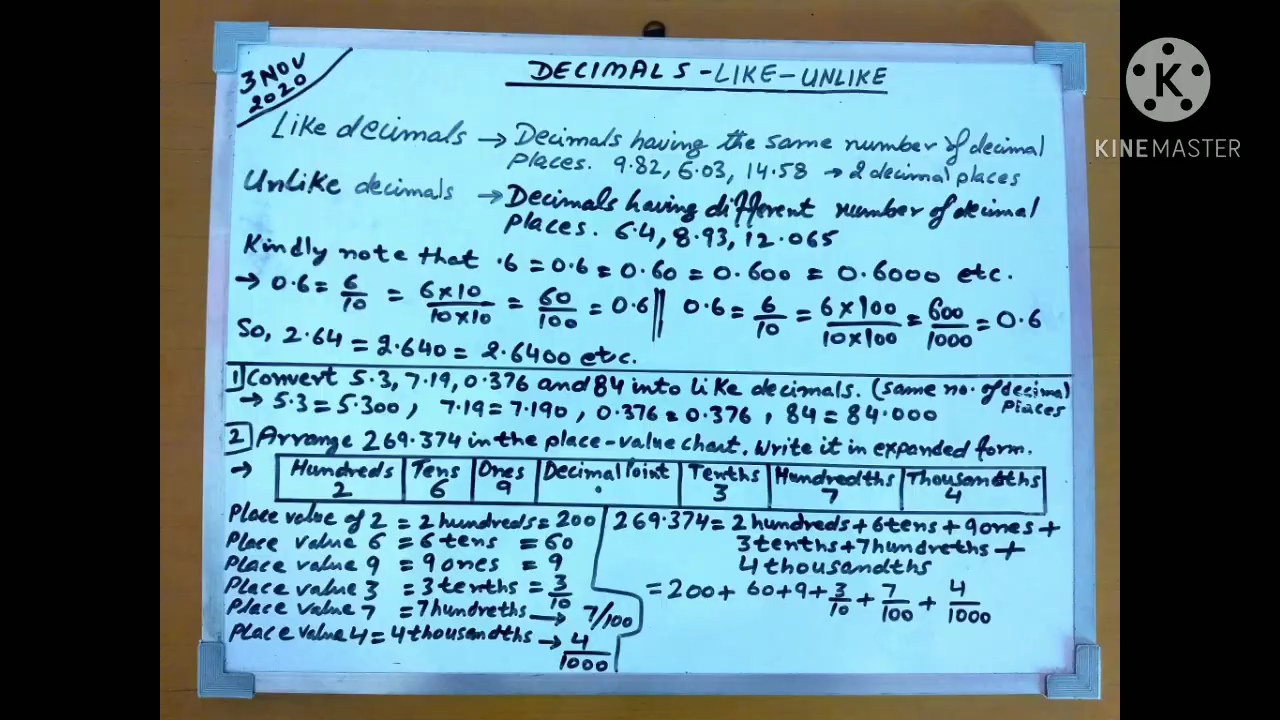 3 NOV
2020
DECIMALS-LIKE-UNLIKE
KINEMASTER
Like decimals → Decimals having the same number of decimal
places. 9.82, 6.03, 14.58 → 2 decimal places
Unlike decimals → Decimals having different number of decimal
places. 6.4, 8.93, 12.065
Kindly note that .6 = 0.6 = 0.60 = 0.600 = 0.6000 etc.
→ 0.6 = 6/10 = 6×10/10×10 = 60/100 = 0.6 || 0.6 = 6/10 = 6×100/10×100 = 600/1000 = 0.6
So, 2.64 = 2.640 = 2.6400 etc.
1 Convert 5.3, 7.19, 0.376 and 84 into like decimals. (same no. of decimal
places
→ 5.3 = 5.300, 7.19 = 7.190, 0.376 = 0.376, 84 = 84.000
2 Arrange 269.374 in the place-value chart. Write it in expanded form.
→ Hundreds Tens Ones Decimal Point Tenths Hundredths Thousandths
2 6 9 . 3 7 4
Place value of 2 = 2 hundreds = 200
Place value 6 = 6 tens = 60
Place value 9 = 9 ones = 9
Place value 3 = 3 tenths = 3/10
Place value 7 = 7 hundreths → 7/100
Place value 4 = 4 thousandths → 4/1000
269.374 = 2 hundreds + 6 tens + 9 ones +
3 tenths + 7 hundreths +
4 thousandths
= 200 + 60 + 9 + 3/10 + 7/100 + 4/1000